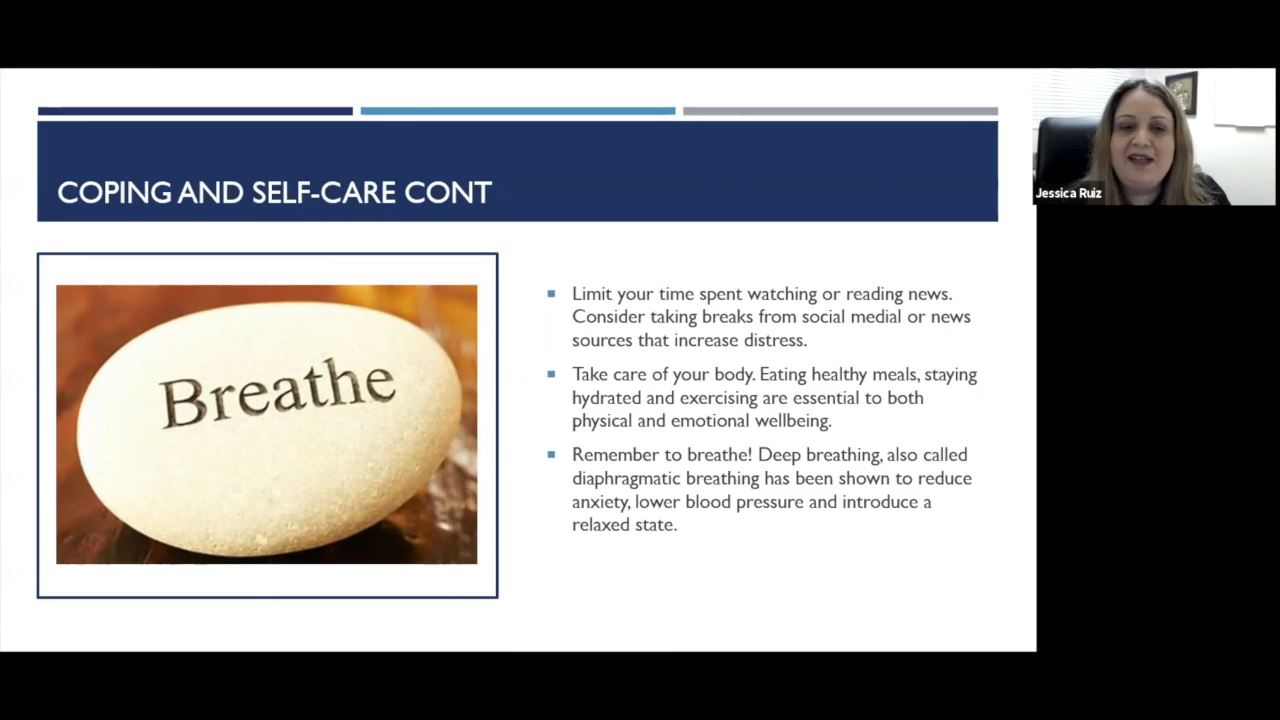 COPING AND SELF-CARE CONT
Jessica Ruiz
Breathe
Limit your time spent watching or reading news.
Consider taking breaks from social medial or news
sources that increase distress.
Take care of your body. Eating healthy meals, staying
hydrated and exercising are essential to both
physical and emotional wellbeing.
Remember to breathe! Deep breathing, also called
diaphragmatic breathing has been shown to reduce
anxiety, lower blood pressure and introduce a
relaxed state.